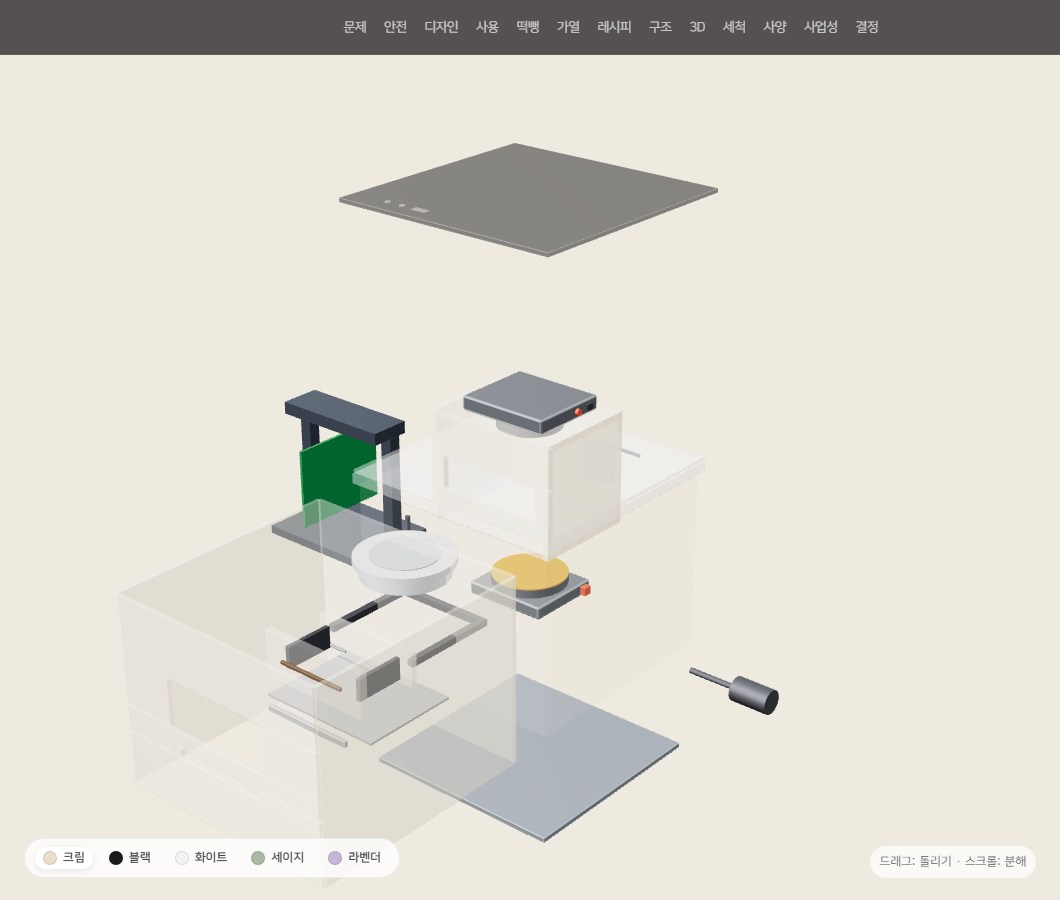 문제 안전 디자인 사용 떡뻥 가열 레시피 구조 3D 세척 사양 사업성 결정
크림 블랙 화이트 세이지 라벤더
드래그: 돌리기 · 스크롤: 분해